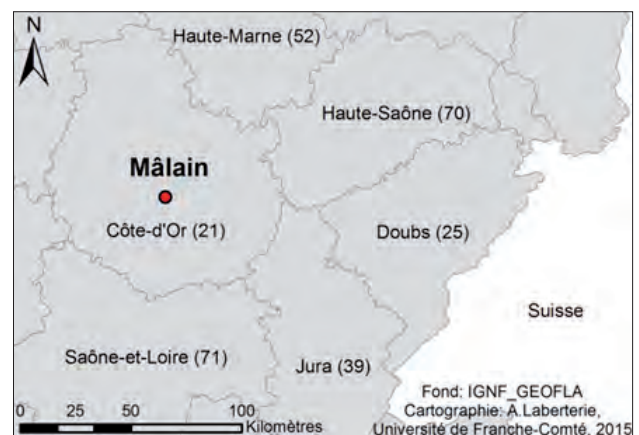 N
Haute-Marne (52)
Haute-Saône (70)
Mâlain
Côte-d'Or (21)
Doubs (25)
Suisse
Saône-et-Loire (71)
Jura (39)
Fond: IGNF_GEOFLA
Cartographie: A.Laberterie,
Université de Franche-Comté, 2015
0 25 50 100
Kilomètres